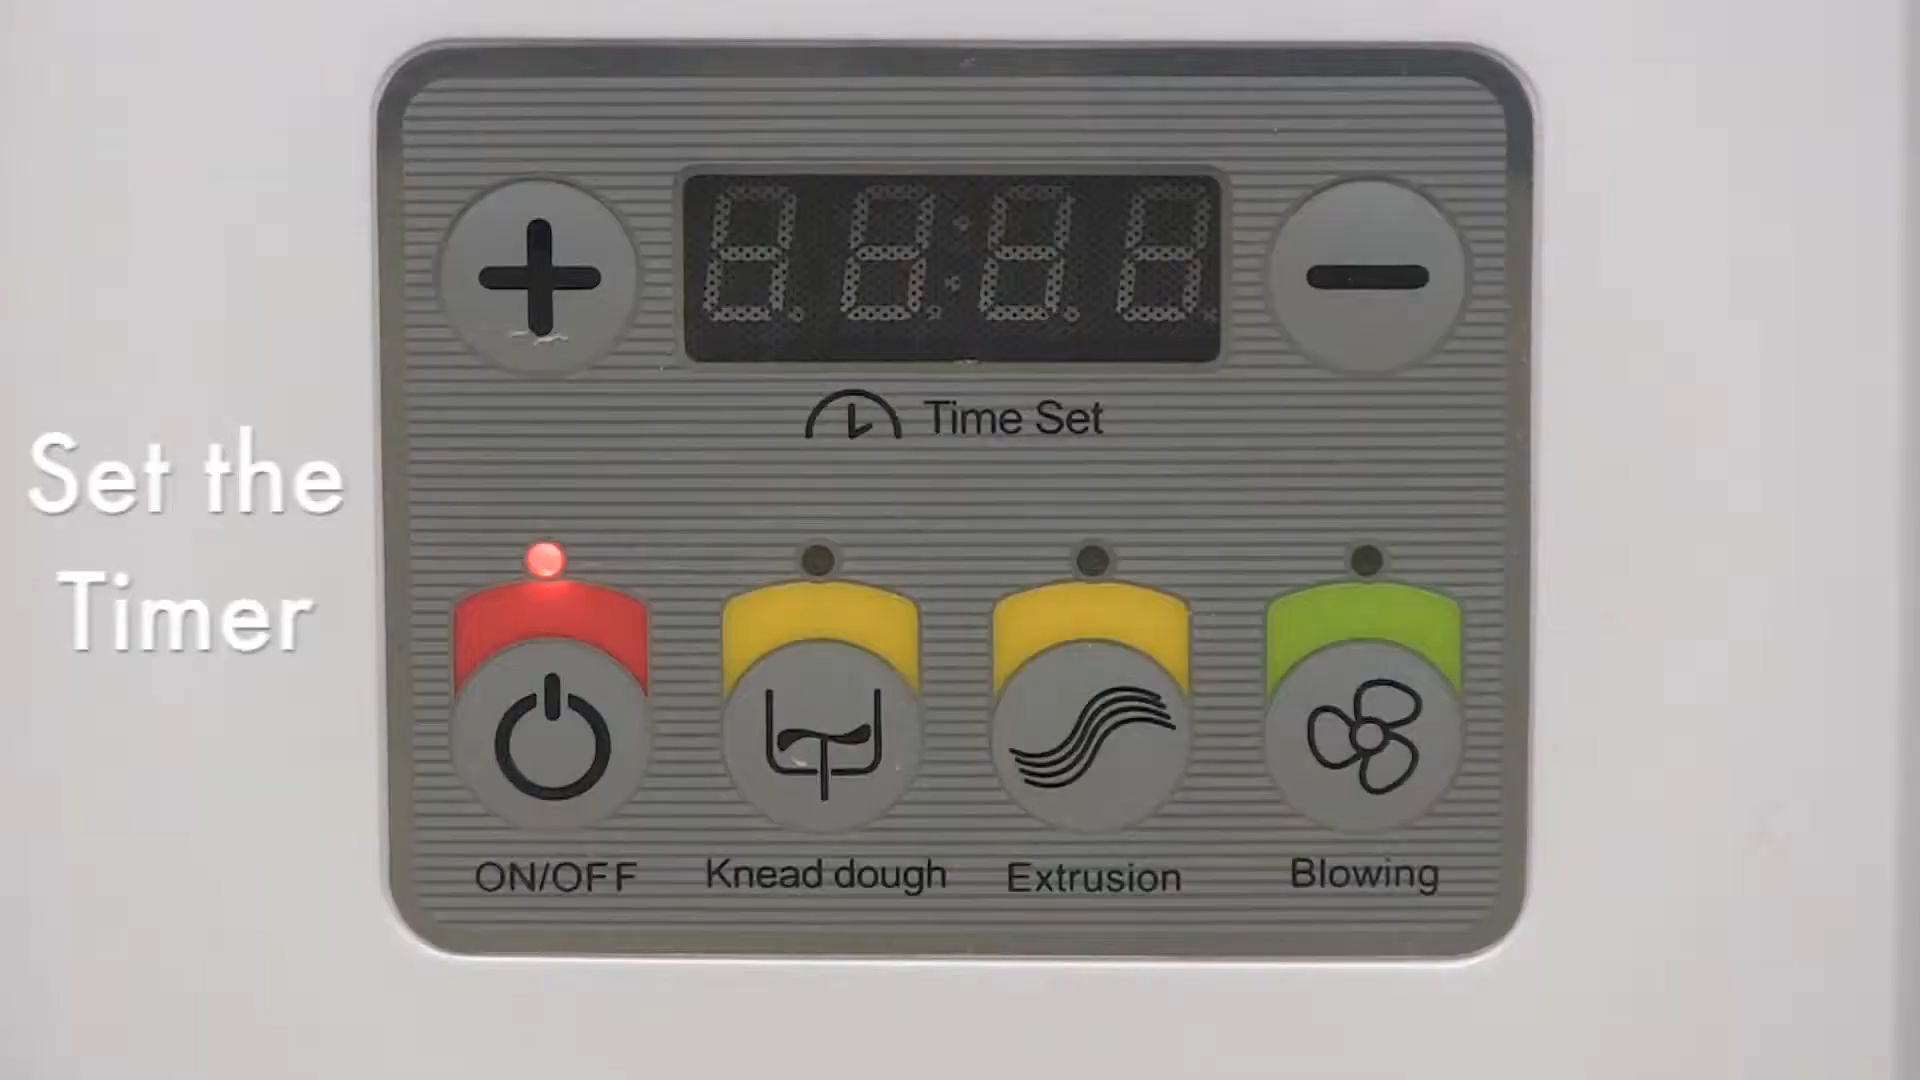 Set the
Timer
Time Set
ON/OFF
Knead dough
Extrusion
Blowing